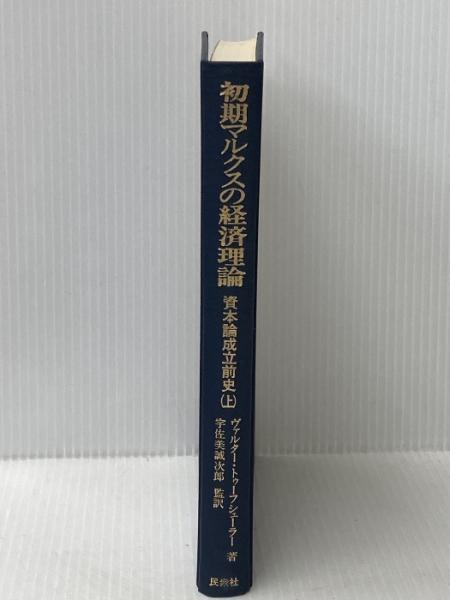 初期マルクスの経済理論
資本論成立前史(上)
ヴァルター・トゥーフシェーラー 著
宇佐美誠次郎 監訳
民衆社